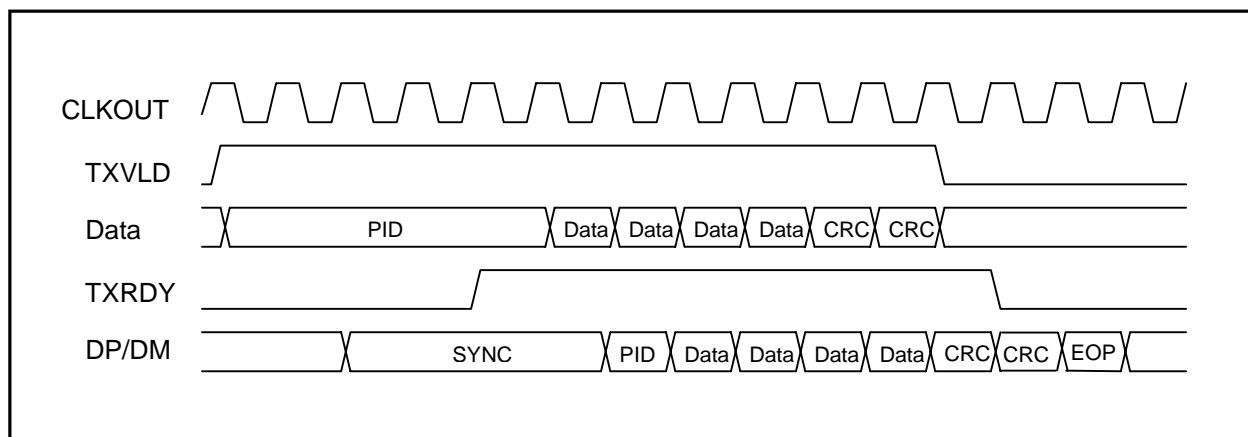 CLKOUT
TXVLD
Data PID Data Data Data Data CRC CRC
TXRDY
DP/DM SYNC PID Data Data Data Data CRC CRC EOP